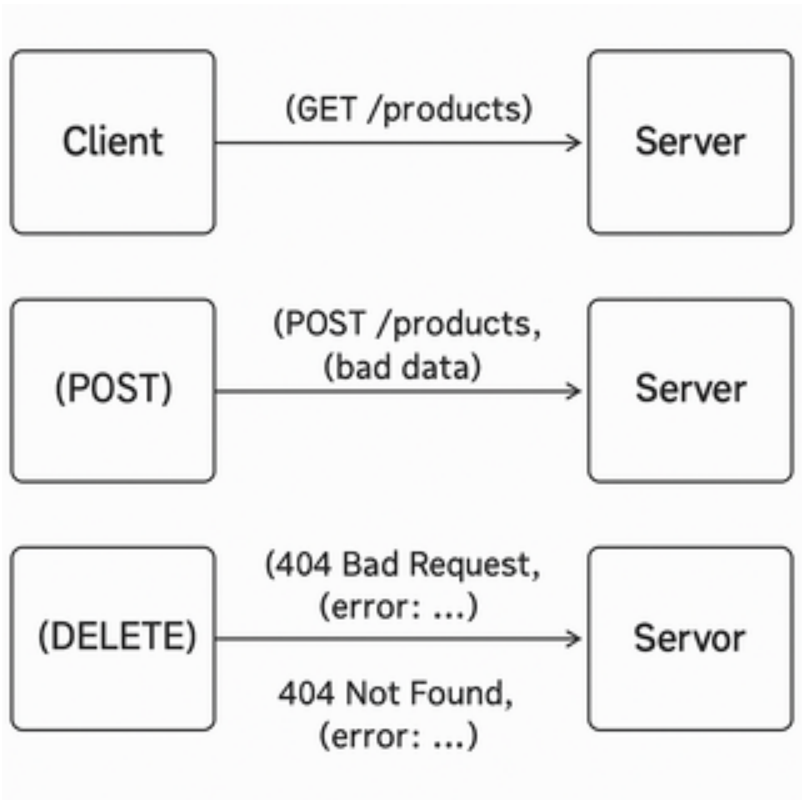 Client
(GET /products)
Server
(POST)
(POST /products,
(bad data)
Server
(DELETE)
(404 Bad Request,
(error: ...)
404 Not Found,
(error: ...)
Servor